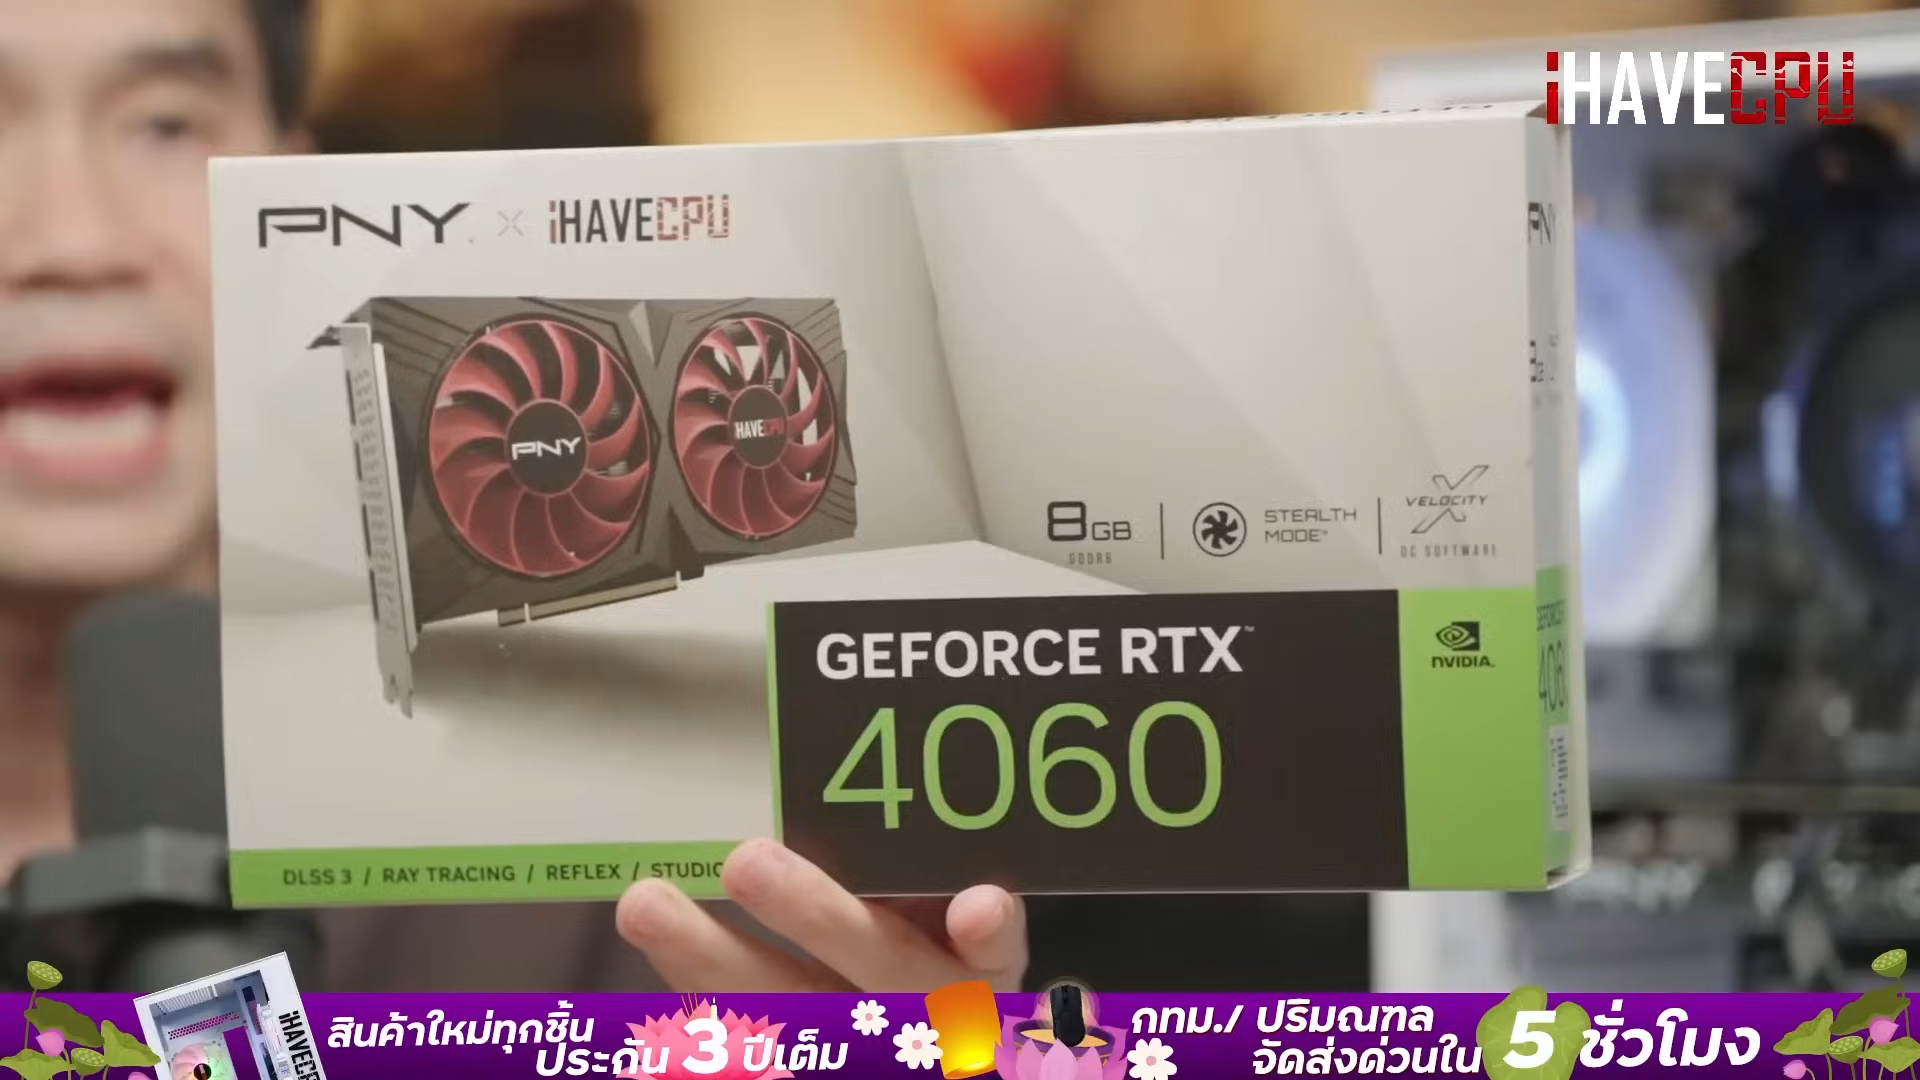 iHAVECPU
PNY x iHAVECPU
PNY
iHAVECPU
8GB
GDDR6
STEALTH
MODE
VELOCITY
X
OC SOFTWARE
GEFORCE RTX™
4060
NVIDIA
DLSS 3 / RAY TRACING / REFLEX / STUDIO
PNY
4060
สินค้าใหม่ทุกชิ้น
ประกัน 3 ปีเต็ม
กทม./ ปริมณฑล
จัดส่งด่วนใน 5 ชั่วโมง